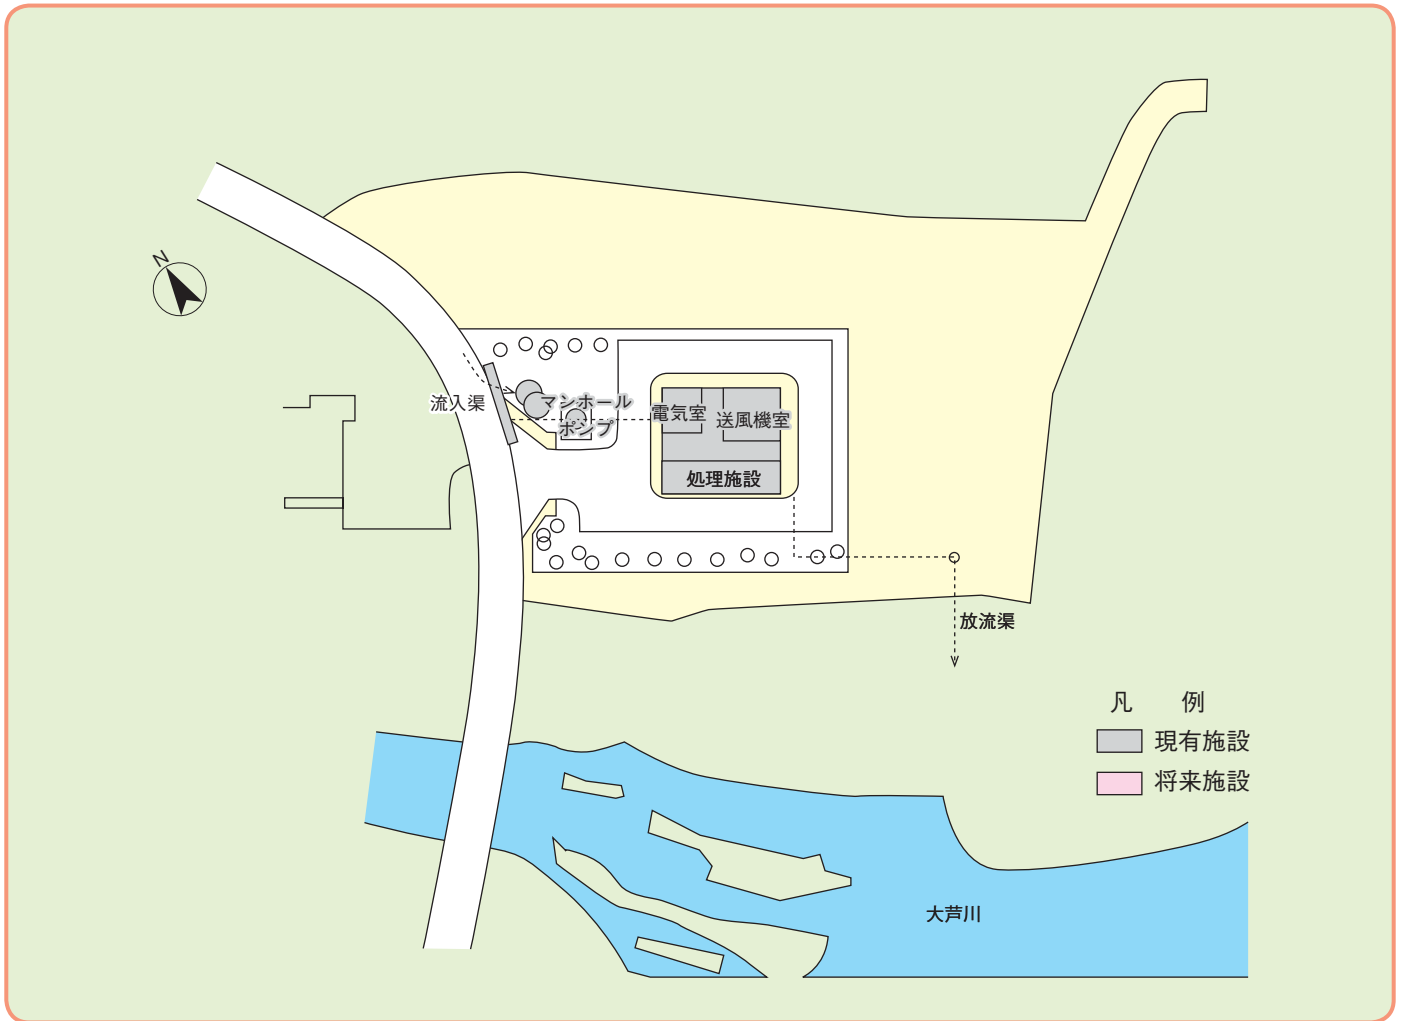 N
流入渠
マンホール
ポンプ
電気室
送風機室
処理施設
放流渠
凡　例
現有施設
将来施設
大芦川